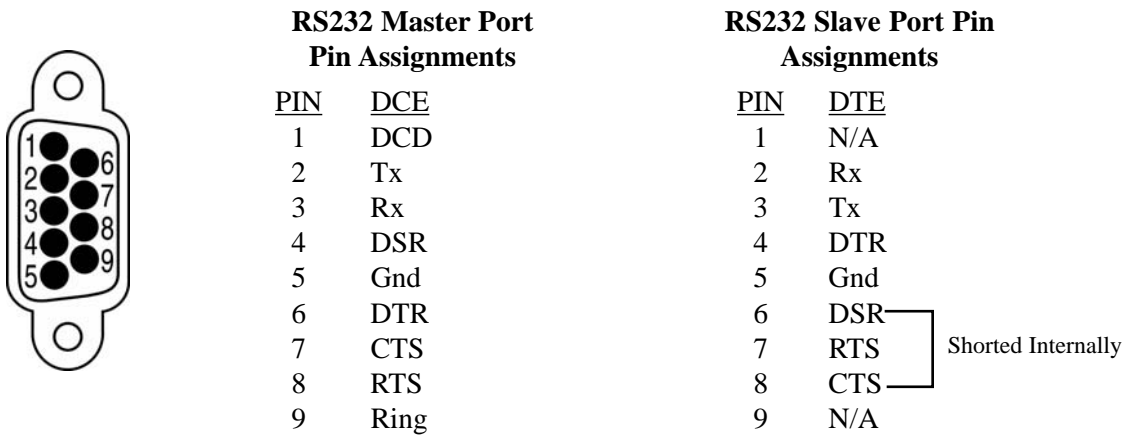 RS232 Master Port
Pin Assignments
PIN DCE
1 DCD
2 Tx
3 Rx
4 DSR
5 Gnd
6 DTR
7 CTS
8 RTS
9 Ring
RS232 Slave Port Pin
Assignments
PIN DTE
1 N/A
2 Rx
3 Tx
4 DTR
5 Gnd
6 DSR
7 RTS
8 CTS
9 N/A
Shorted Internally
1
6
2
7
3
8
4
9
5